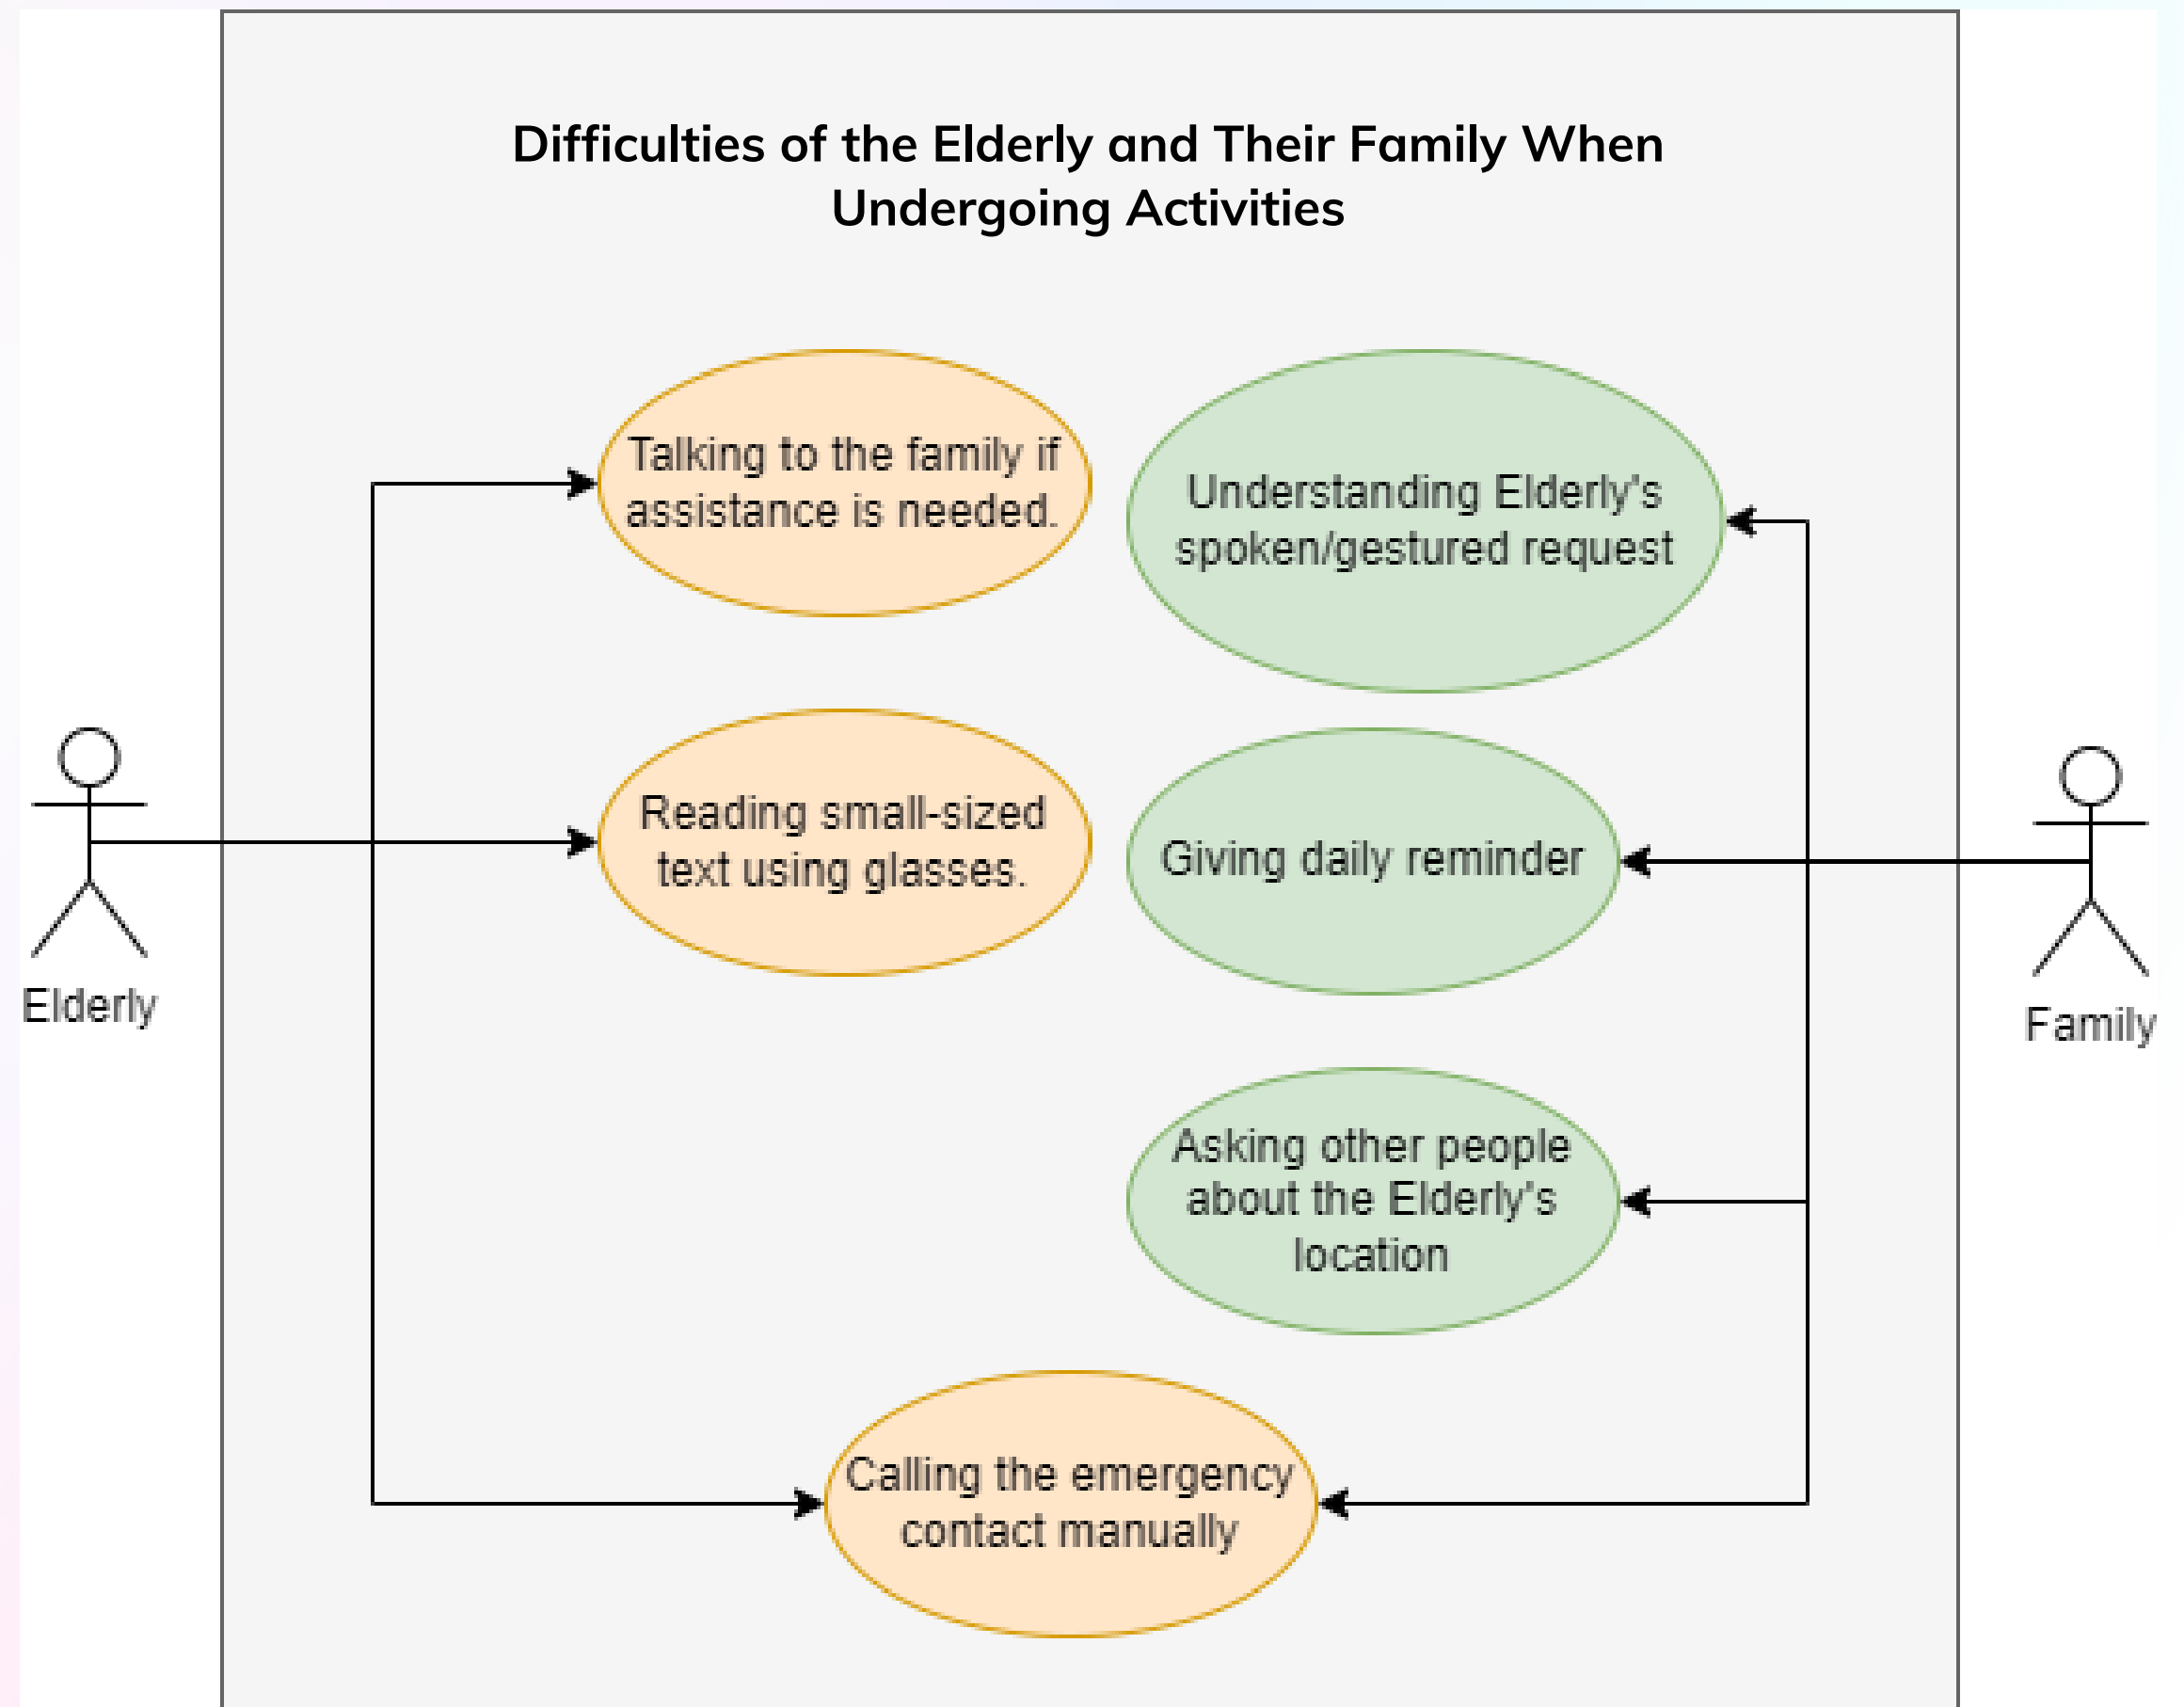 Difficulties of the Elderly and Their Family When
Undergoing Activities
Talking to the family if
assistance is needed.
Understanding Elderly's
spoken/gestured request
Reading small-sized
text using glasses.
Giving daily reminder
Elderly
Family
Asking other people
about the Elderly's
location
Calling the emergency
contact manually